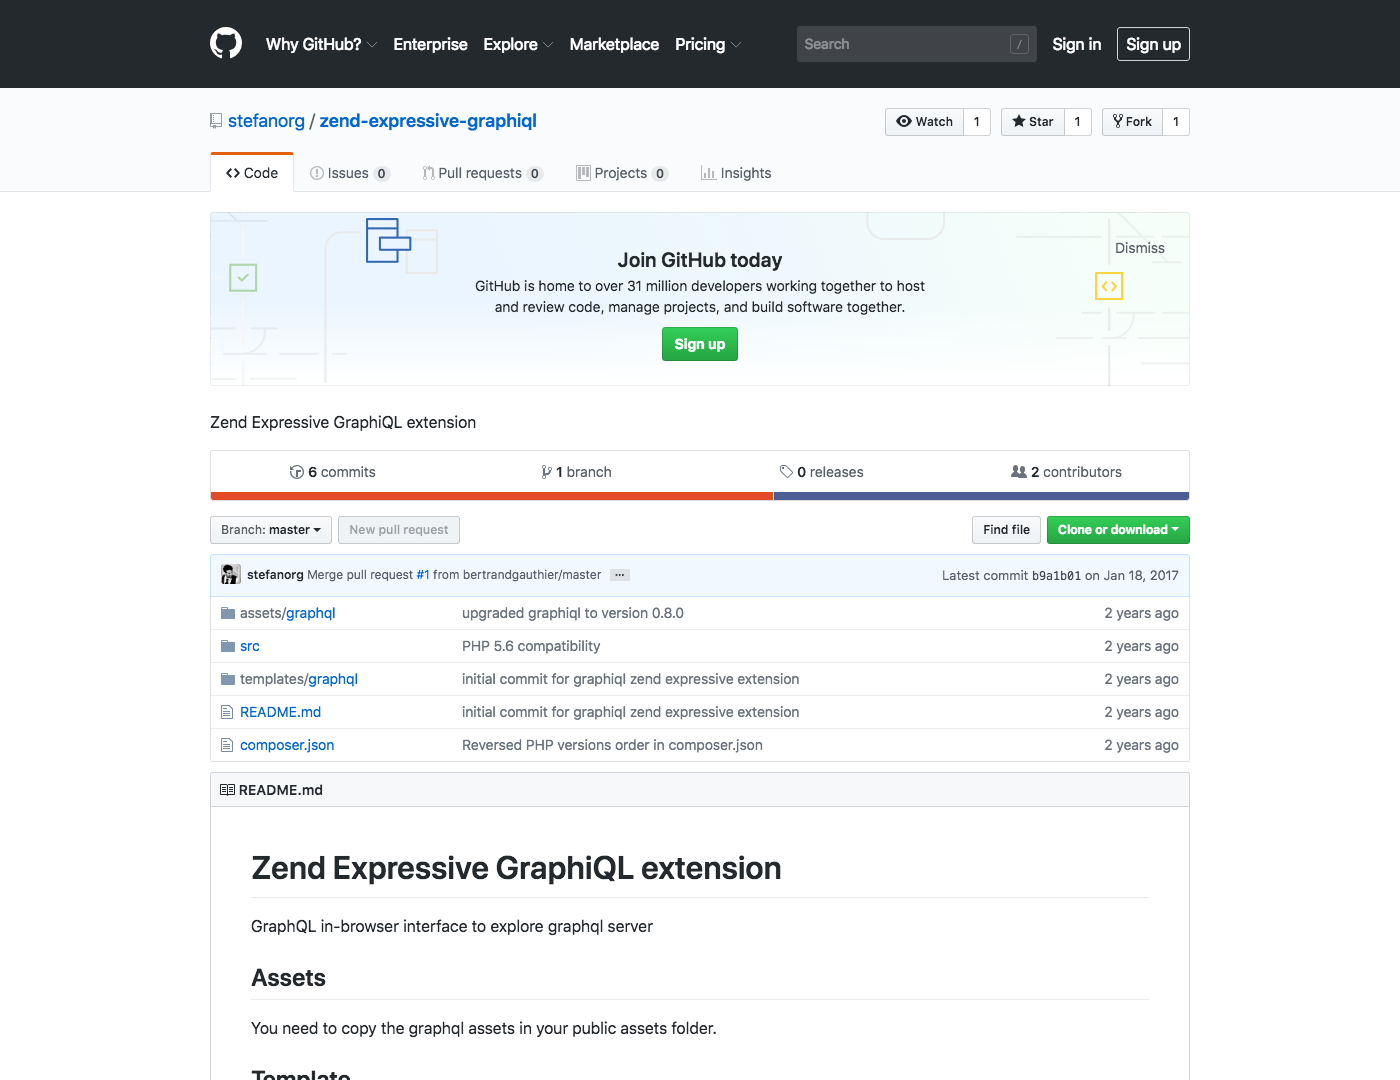 Why GitHub? Enterprise Explore Marketplace Pricing Search / Sign in Sign up
stefanorg / zend-expressive-graphiql Watch 1 Star 1 Fork 1
Code Issues 0 Pull requests 0 Projects 0 Insights
Dismiss
Join GitHub today
GitHub is home to over 31 million developers working together to host
and review code, manage projects, and build software together.
Sign up
Zend Expressive GraphiQL extension
6 commits 1 branch 0 releases 2 contributors
Branch: master New pull request Find file Clone or download
stefanorg Merge pull request #1 from bertrandgauthier/master ... Latest commit b9a1b01 on Jan 18, 2017
assets/graphql upgraded graphiql to version 0.8.0 2 years ago
src PHP 5.6 compatibility 2 years ago
templates/graphql initial commit for graphiql zend expressive extension 2 years ago
README.md initial commit for graphiql zend expressive extension 2 years ago
composer.json Reversed PHP versions order in composer.json 2 years ago
README.md
Zend Expressive GraphiQL extension
GraphQL in-browser interface to explore graphql server
Assets
You need to copy the graphql assets in your public assets folder.
Template